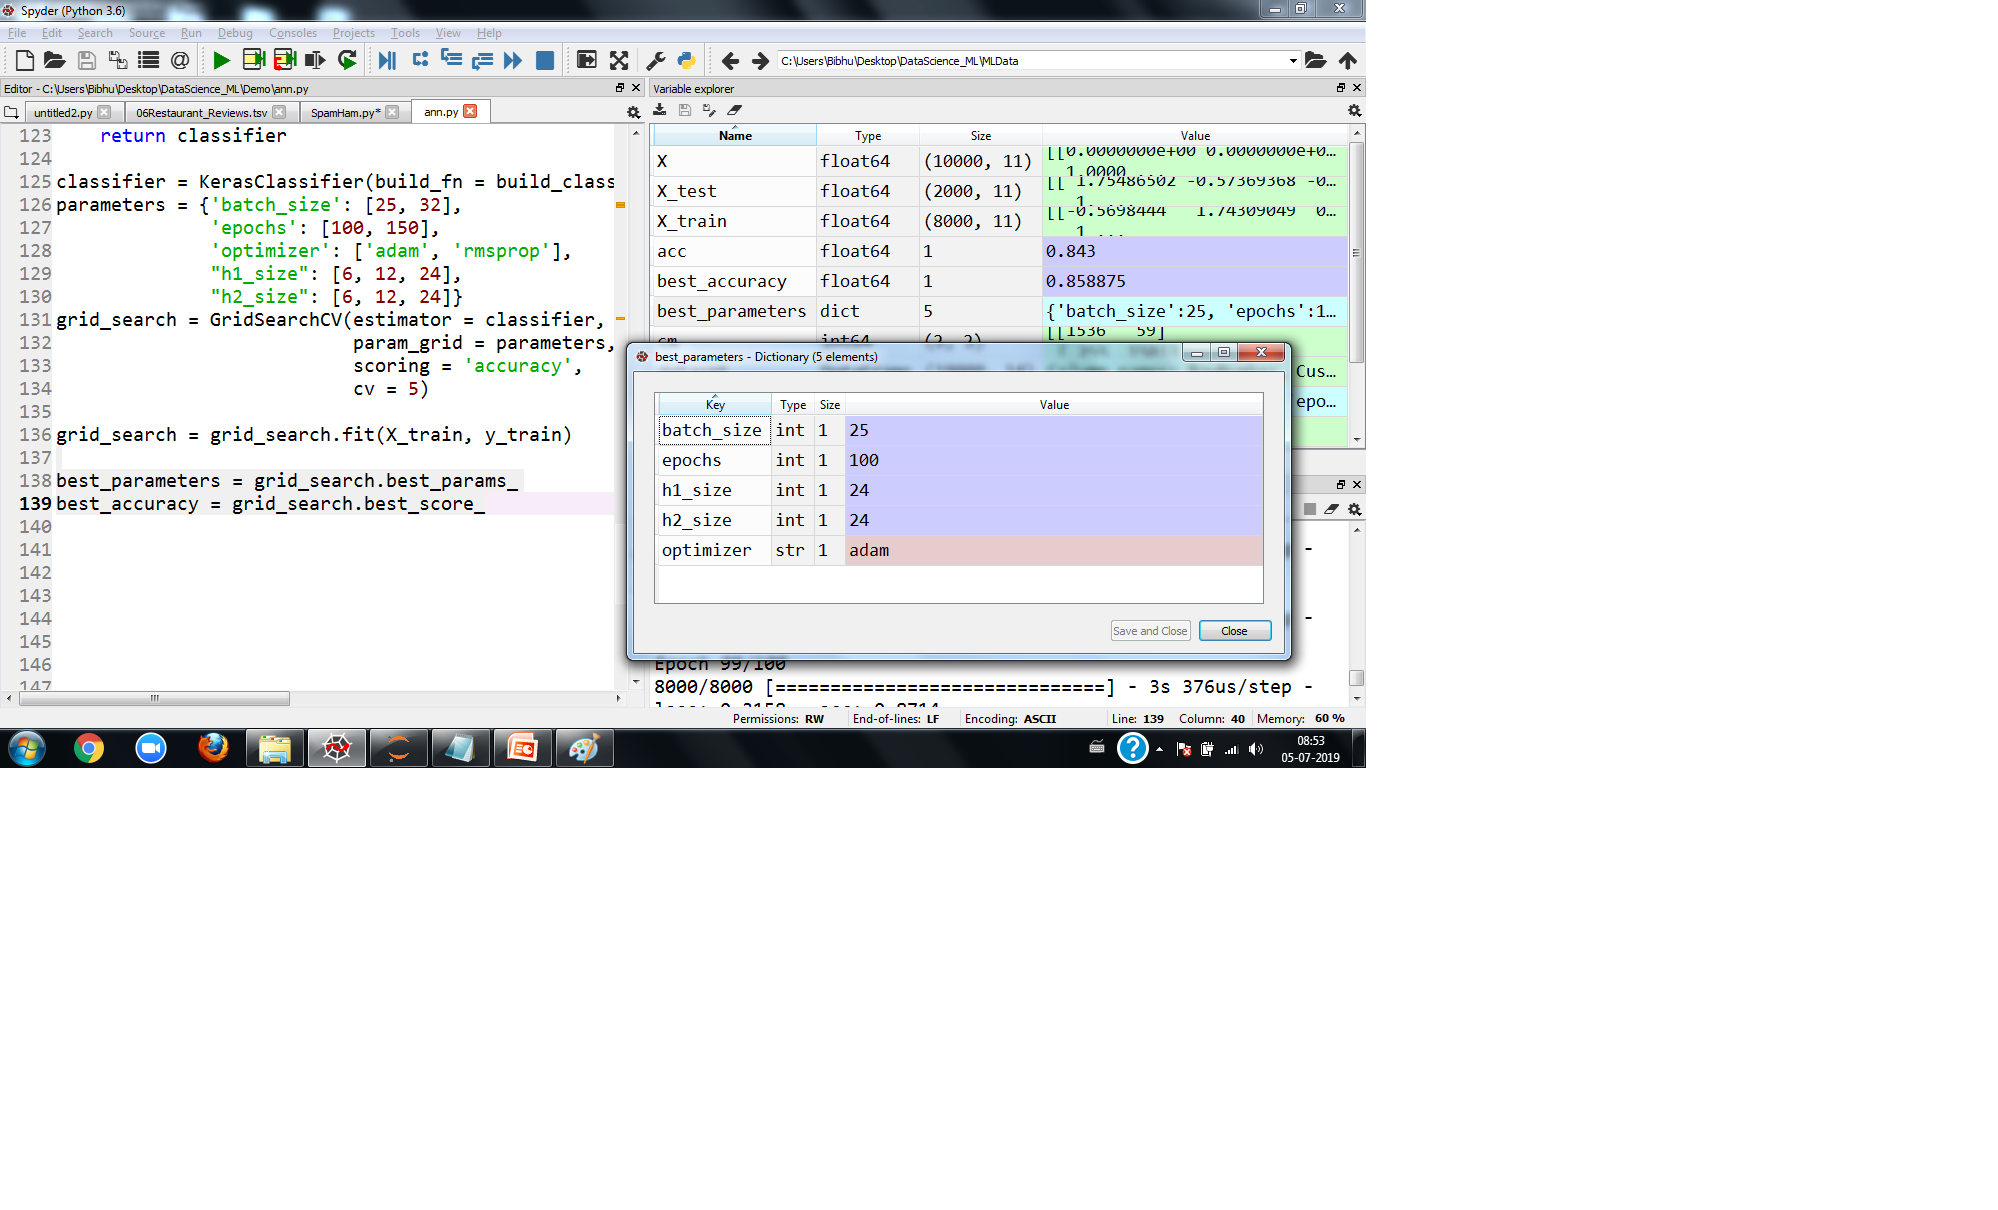 Spyder (Python 3.6)
File Edit Search Source Run Debug Consoles Projects Tools View Help
C:\Users\Bibhu\Desktop\DataScience_ML\MLData
Editor - C:\Users\Bibhu\Desktop\DataScience_ML\Demo\ann.py
untitled2.py 06Restaurant_Reviews.tsv SpamHam.py* ann.py
123 return classifier
124
125 classifier = KerasClassifier(build_fn = build_class
126 parameters = {'batch_size': [25, 32],
127 'epochs': [100, 150],
128 'optimizer': ['adam', 'rmsprop'],
129 "h1_size": [6, 12, 24],
130 "h2_size": [6, 12, 24]}
131 grid_search = GridSearchCV(estimator = classifier,
132 param_grid = parameters,
133 scoring = 'accuracy',
134 cv = 5)
135
136 grid_search = grid_search.fit(X_train, y_train)
137
138 best_parameters = grid_search.best_params_
139 best_accuracy = grid_search.best_score_
140
141
142
143
144
145
146
147
Variable explorer
Name Type Size Value
X float64 (10000, 11) [[0.0000000e+00 0.0000000e+0…
1.0000
X_test float64 (2000, 11) [[ 1.75486502 -0.57369368 -0…
1
X_train float64 (8000, 11) [[-0.5698444 1.74309049 0…
1 ...
acc float64 1 0.843
best_accuracy float64 1 0.858875
best_parameters dict 5 {'batch_size':25, 'epochs':1…
cm int64 (2, 2) [[1536 59]
Cus…
epo…
best_parameters - Dictionary (5 elements)
Key Type Size Value
batch_size int 1 25
epochs int 1 100
h1_size int 1 24
h2_size int 1 24
optimizer str 1 adam
Save and Close Close
Epoch 99/100
8000/8000 [==============================] - 3s 376us/step -
loss: 0.3158 acc: 0.8714
Permissions: RW End-of-lines: LF Encoding: ASCII Line: 139 Column: 40 Memory: 60 %
08:53
05-07-2019